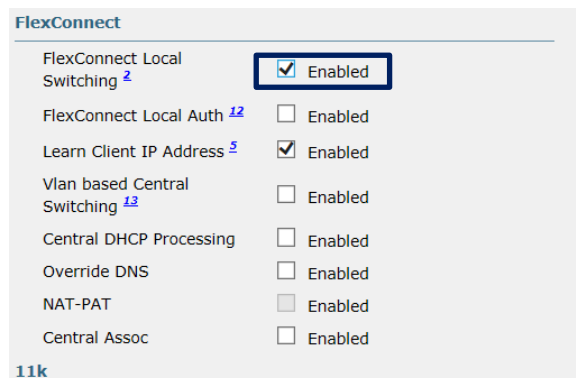 FlexConnect
FlexConnect Local
Switching 2
Enabled
FlexConnect Local Auth 12
Enabled
Learn Client IP Address 5
Enabled
Vlan based Central
Switching 13
Enabled
Central DHCP Processing
Enabled
Override DNS
Enabled
NAT-PAT
Enabled
Central Assoc
Enabled
11k